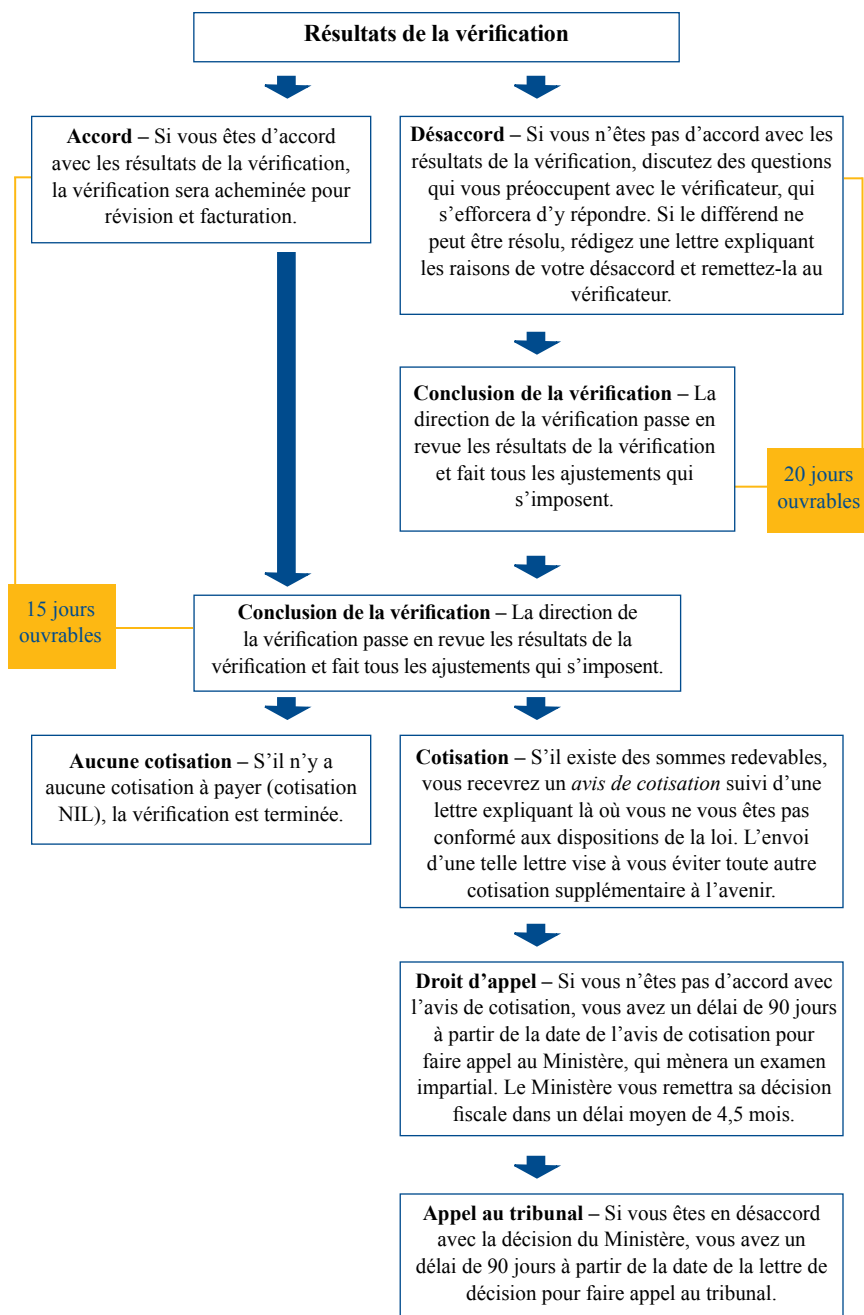 Résultats de la vérification
Accord – Si vous êtes d’accord
avec les résultats de la vérification,
la vérification sera acheminée pour
révision et facturation.
Désaccord – Si vous n’êtes pas d’accord avec les
résultats de la vérification, discutez des questions
qui vous préoccupent avec le vérificateur, qui
s’efforcera d’y répondre. Si le différend ne
peut être résolu, rédigez une lettre expliquant
les raisons de votre désaccord et remettez-la au
vérificateur.
Conclusion de la vérification – La
direction de la vérification passe en
revue les résultats de la vérification
et fait tous les ajustements qui
s’imposent.
20 jours
ouvrables
15 jours
ouvrables
Conclusion de la vérification – La direction de
la vérification passe en revue les résultats de la
vérification et fait tous les ajustements qui s’imposent.
Aucune cotisation – S’il n’y a
aucune cotisation à payer (cotisation
NIL), la vérification est terminée.
Cotisation – S’il existe des sommes redevables,
vous recevrez un avis de cotisation suivi d’une
lettre expliquant là où vous ne vous êtes pas
conformé aux dispositions de la loi. L’envoi
d’une telle lettre vise à vous éviter toute autre
cotisation supplémentaire à l’avenir.
Droit d’appel – Si vous n’êtes pas d’accord avec
l’avis de cotisation, vous avez un délai de 90 jours
à partir de la date de l’avis de cotisation pour
faire appel au Ministère, qui mènera un examen
impartial. Le Ministère vous remettra sa décision
fiscale dans un délai moyen de 4,5 mois.
Appel au tribunal – Si vous êtes en désaccord
avec la décision du Ministère, vous avez un
délai de 90 jours à partir de la date de la lettre de
décision pour faire appel au tribunal.